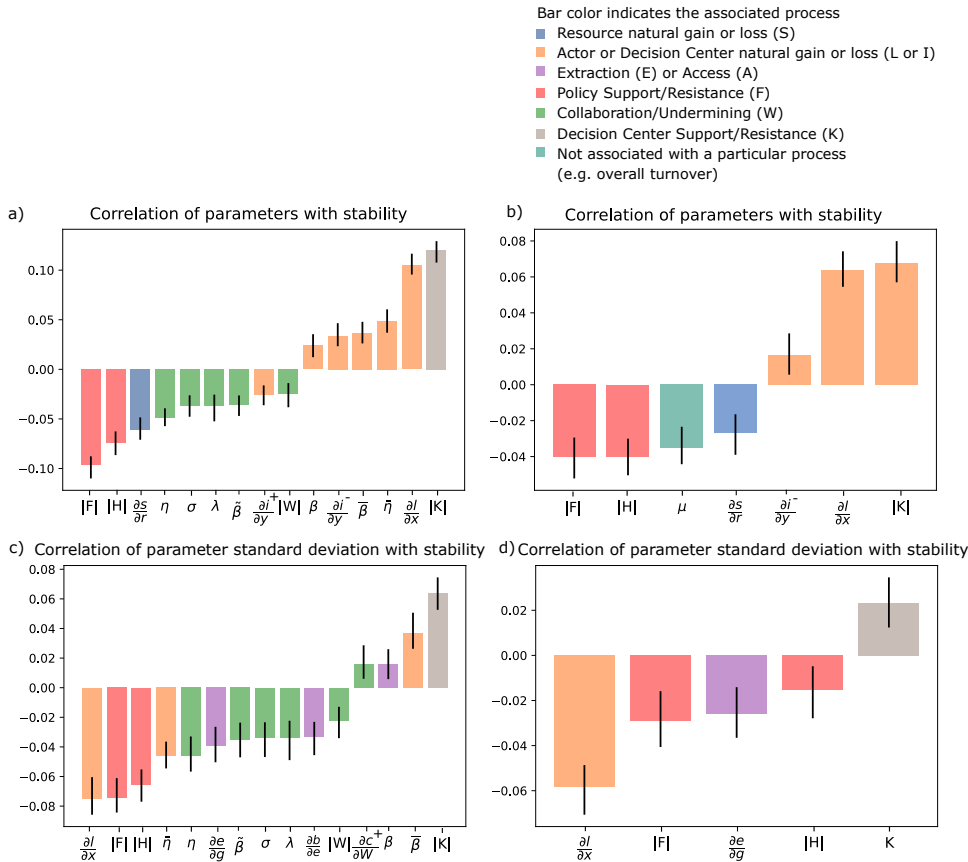 Bar color indicates the associated process
Resource natural gain or loss (S)
Actor or Decision Center natural gain or loss (L or I)
Extraction (E) or Access (A)
Policy Support/Resistance (F)
Collaboration/Undermining (W)
Decision Center Support/Resistance (K)
Not associated with a particular process
(e.g. overall turnover)
a)
Correlation of parameters with stability
0.10
0.05
0.00
−0.05
−0.10
|F| |H| ∂s/∂r η σ λ β̃ ∂i⁺/∂y |W| β ∂i⁻/∂y β̅ η̄ ∂l/∂x |K|
b)
Correlation of parameters with stability
0.08
0.06
0.04
0.02
0.00
−0.02
−0.04
|F| |H| μ ∂s/∂r ∂i⁻/∂y ∂l/∂x |K|
c) Correlation of parameter standard deviation with stability
0.08
0.06
0.04
0.02
0.00
−0.02
−0.04
−0.06
−0.08
∂l/∂x |F| |H| η̄ η ∂e/∂g β̃ σ λ ∂b/∂e |W| ∂c⁺/∂W β β̅ |K|
d) Correlation of parameter standard deviation with stability
0.02
0.00
−0.02
−0.04
−0.06
∂l/∂x |F| ∂e/∂g |H| K